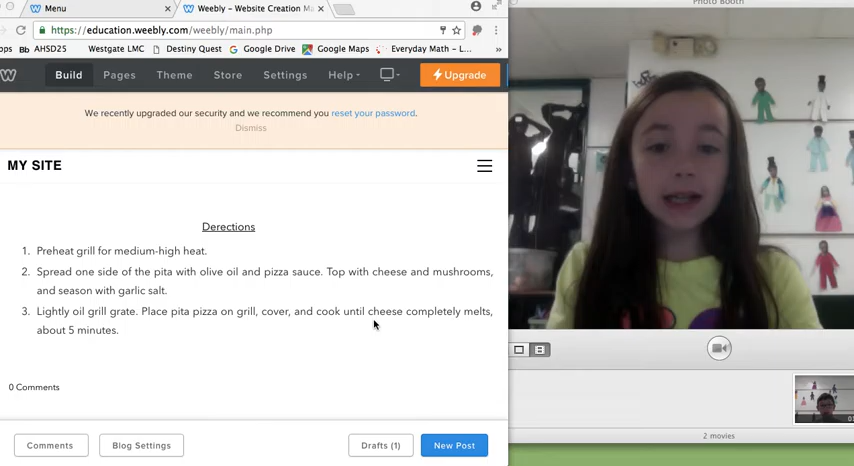 Menu
Weebly – Website Creation M
Photo Booth
https://education.weebly.com/weebly/main.php
pps Bb AHSD25 Westgate LMC Destiny Quest Google Drive Google Maps Everyday Math – L... »
Build Pages Theme Store Settings Help Upgrade
We recently upgraded our security and we recommend you reset your password.
Dismiss
MY SITE
Derections
1. Preheat grill for medium-high heat.
2. Spread one side of the pita with olive oil and pizza sauce. Top with cheese and mushrooms,
and season with garlic salt.
3. Lightly oil grill grate. Place pita pizza on grill, cover, and cook until cheese completely melts,
about 5 minutes.
0 Comments
Comments Blog Settings Drafts (1) New Post
2 movies